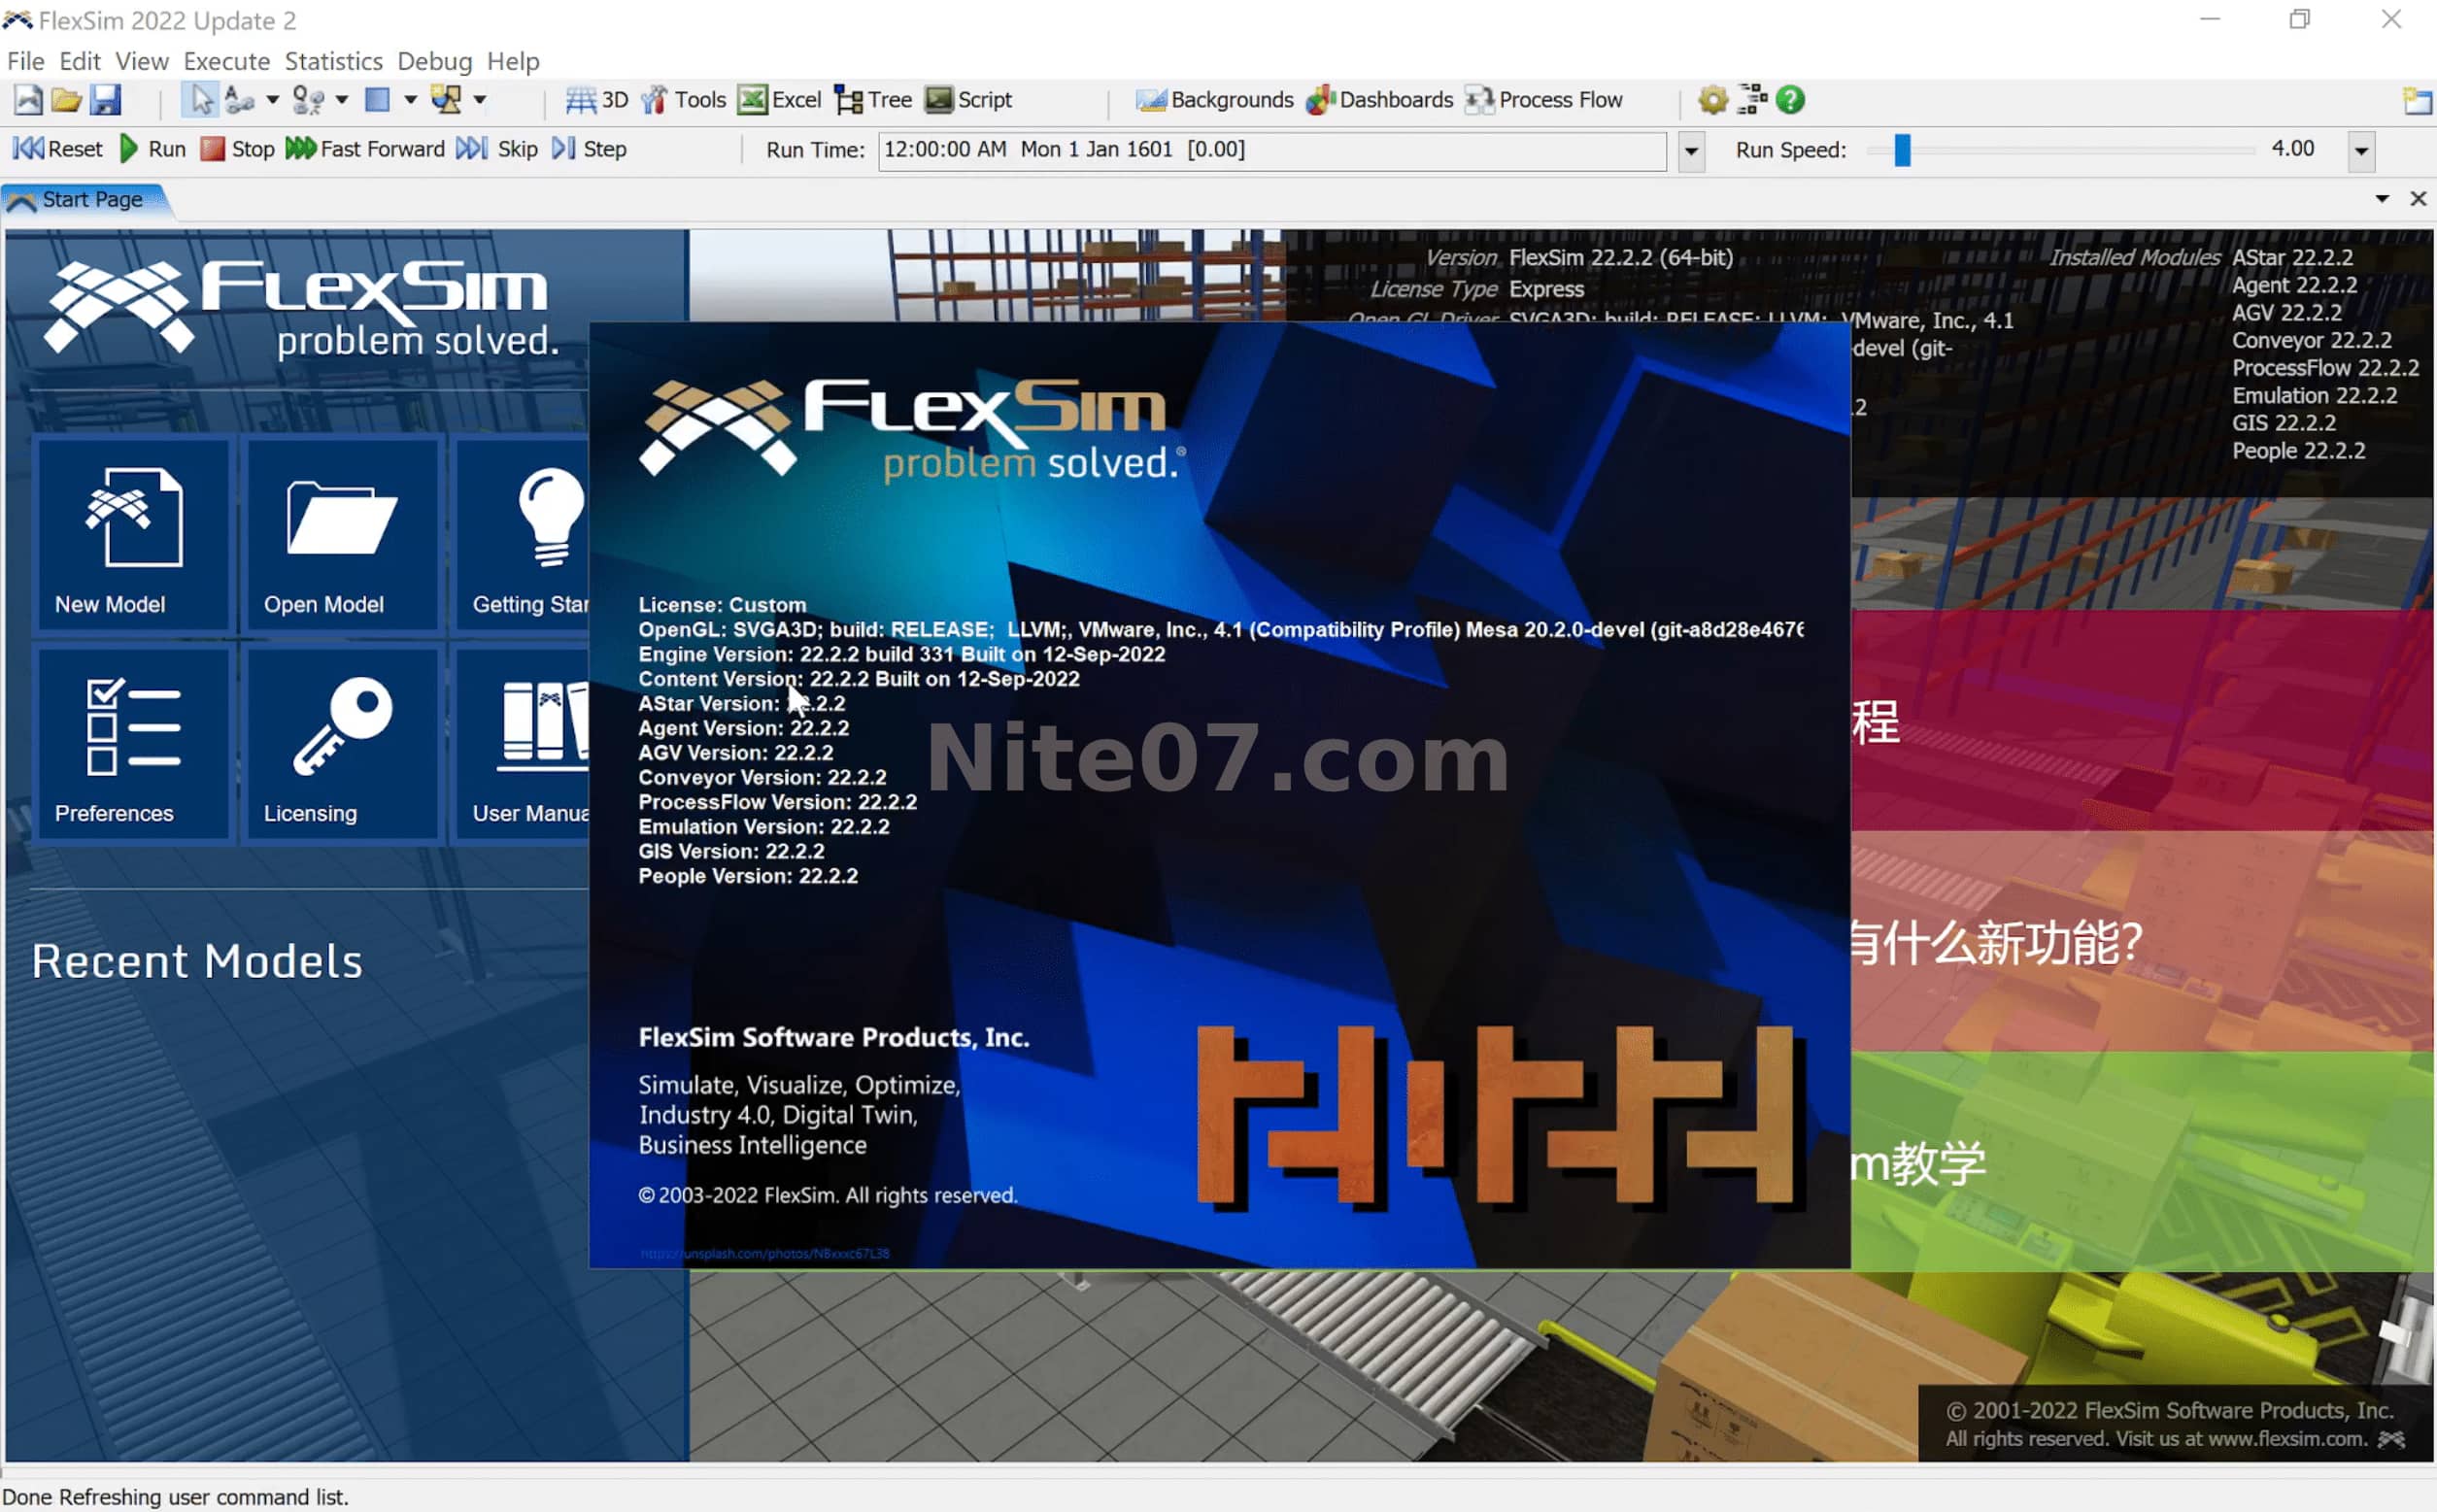 FlexSim 2022 Update 2
File Edit View Execute Statistics Debug Help
3D Tools Excel Tree Script Backgrounds Dashboards Process Flow
Reset Run Stop Fast Forward Skip Step Run Time: 12:00:00 AM Mon 1 Jan 1601 [0.00] Run Speed: 4.00
Start Page
FlexSim
problem solved.
New Model Open Model Getting Star
Preferences Licensing User Manua
Recent Models
Version FlexSim 22.2.2 (64-bit)
License Type Express
Open GL Driver SVGA3D; build: RELEASE; LLVM; VMware, Inc., 4.1
devel (git-
.2
Installed Modules AStar 22.2.2
Agent 22.2.2
AGV 22.2.2
Conveyor 22.2.2
ProcessFlow 22.2.2
Emulation 22.2.2
GIS 22.2.2
People 22.2.2
FlexSim
problem solved.®
License: Custom
OpenGL: SVGA3D; build: RELEASE; LLVM;, VMware, Inc., 4.1 (Compatibility Profile) Mesa 20.2.0-devel (git-a8d28e4676
Engine Version: 22.2.2 build 331 Built on 12-Sep-2022
Content Version: 22.2.2 Built on 12-Sep-2022
AStar Version: 22.2.2
Agent Version: 22.2.2
AGV Version: 22.2.2
Conveyor Version: 22.2.2
ProcessFlow Version: 22.2.2
Emulation Version: 22.2.2
GIS Version: 22.2.2
People Version: 22.2.2
Nite07.com
FlexSim Software Products, Inc.
Simulate, Visualize, Optimize,
Industry 4.0, Digital Twin,
Business Intelligence
© 2003-2022 FlexSim. All rights reserved.
程
有什么新功能?
m教学
© 2001-2022 FlexSim Software Products, Inc.
All rights reserved. Visit us at www.flexsim.com.
Done Refreshing user command list.